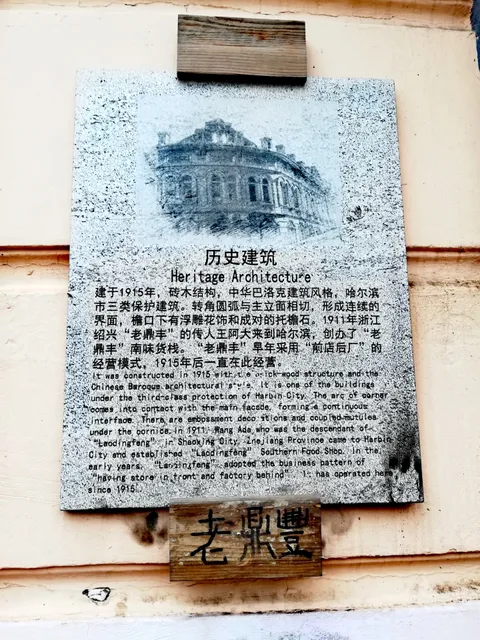 历史建筑
Heritage Architecture
建于1915年，砖木结构，中华巴洛克建筑风格，哈尔滨
市三类保护建筑。转角圆弧与主立面相切，形成连续的
界面，檐口下有浮雕花饰和成对的托檐石。1911年浙江
绍兴“老鼎丰”的传人王阿大来到哈尔滨，创办了“老
鼎丰”南味货栈。“老鼎丰”早年采用“前店后厂”的
经营模式，1915年后一直在此经营。
It was constructed in 1915 with the brick-wood structure and the
Chinese Baroque architectural style. It is one of the buildings
under the third-class protection of Harbin City. The arc of corner
comes into contact with the main facade, forming a continuous
interface. There are embossment decorations and coupled mutules
under the cornice. In 1911, Wang Ada who was the descendant of
"Laodingfeng" in Shaoxing City, Zhejiang Province came to Harbin
City and established "Laodingfeng" Southern Food Shop. In the
early years, "Laodingfeng" adopted the business pattern of
"having store in front and factory behind". It has operated here
since 1915.
老鼎豐